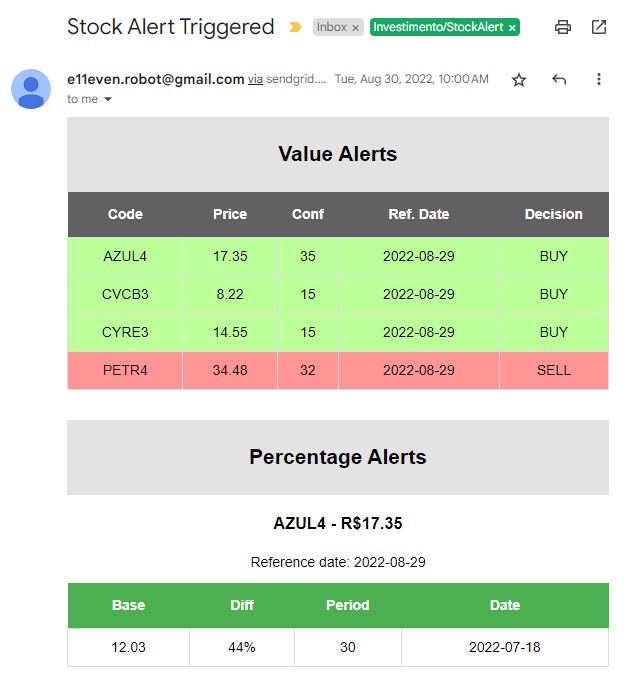 Stock Alert Triggered Inbox × Investimento/StockAlert ×
e11even.robot@gmail.com via sendgrid.... Tue, Aug 30, 2022, 10:00 AM
to me
Value Alerts
Code Price Conf Ref. Date Decision
AZUL4 17.35 35 2022-08-29 BUY
CVCB3 8.22 15 2022-08-29 BUY
CYRE3 14.55 15 2022-08-29 BUY
PETR4 34.48 32 2022-08-29 SELL
Percentage Alerts
AZUL4 - R$17.35
Reference date: 2022-08-29
Base Diff Period Date
12.03 44% 30 2022-07-18